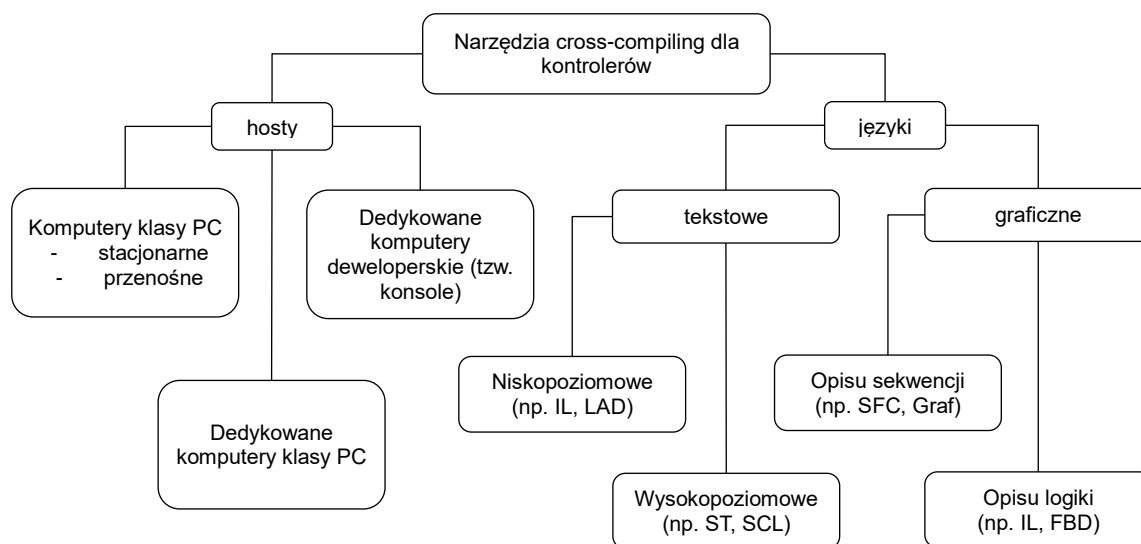 Narzędzia cross-compiling dla
kontrolerów
hosty
języki
Komputery klasy PC
- stacjonarne
- przenośne
Dedykowane
komputery
deweloperskie (tzw.
konsole)
tekstowe
graficzne
Niskopoziomowe
(np. IL, LAD)
Opisu sekwencji
(np. SFC, Graf)
Dedykowane
komputery klasy PC
Wysokopoziomowe
(np. ST, SCL)
Opisu logiki
(np. IL, FBD)